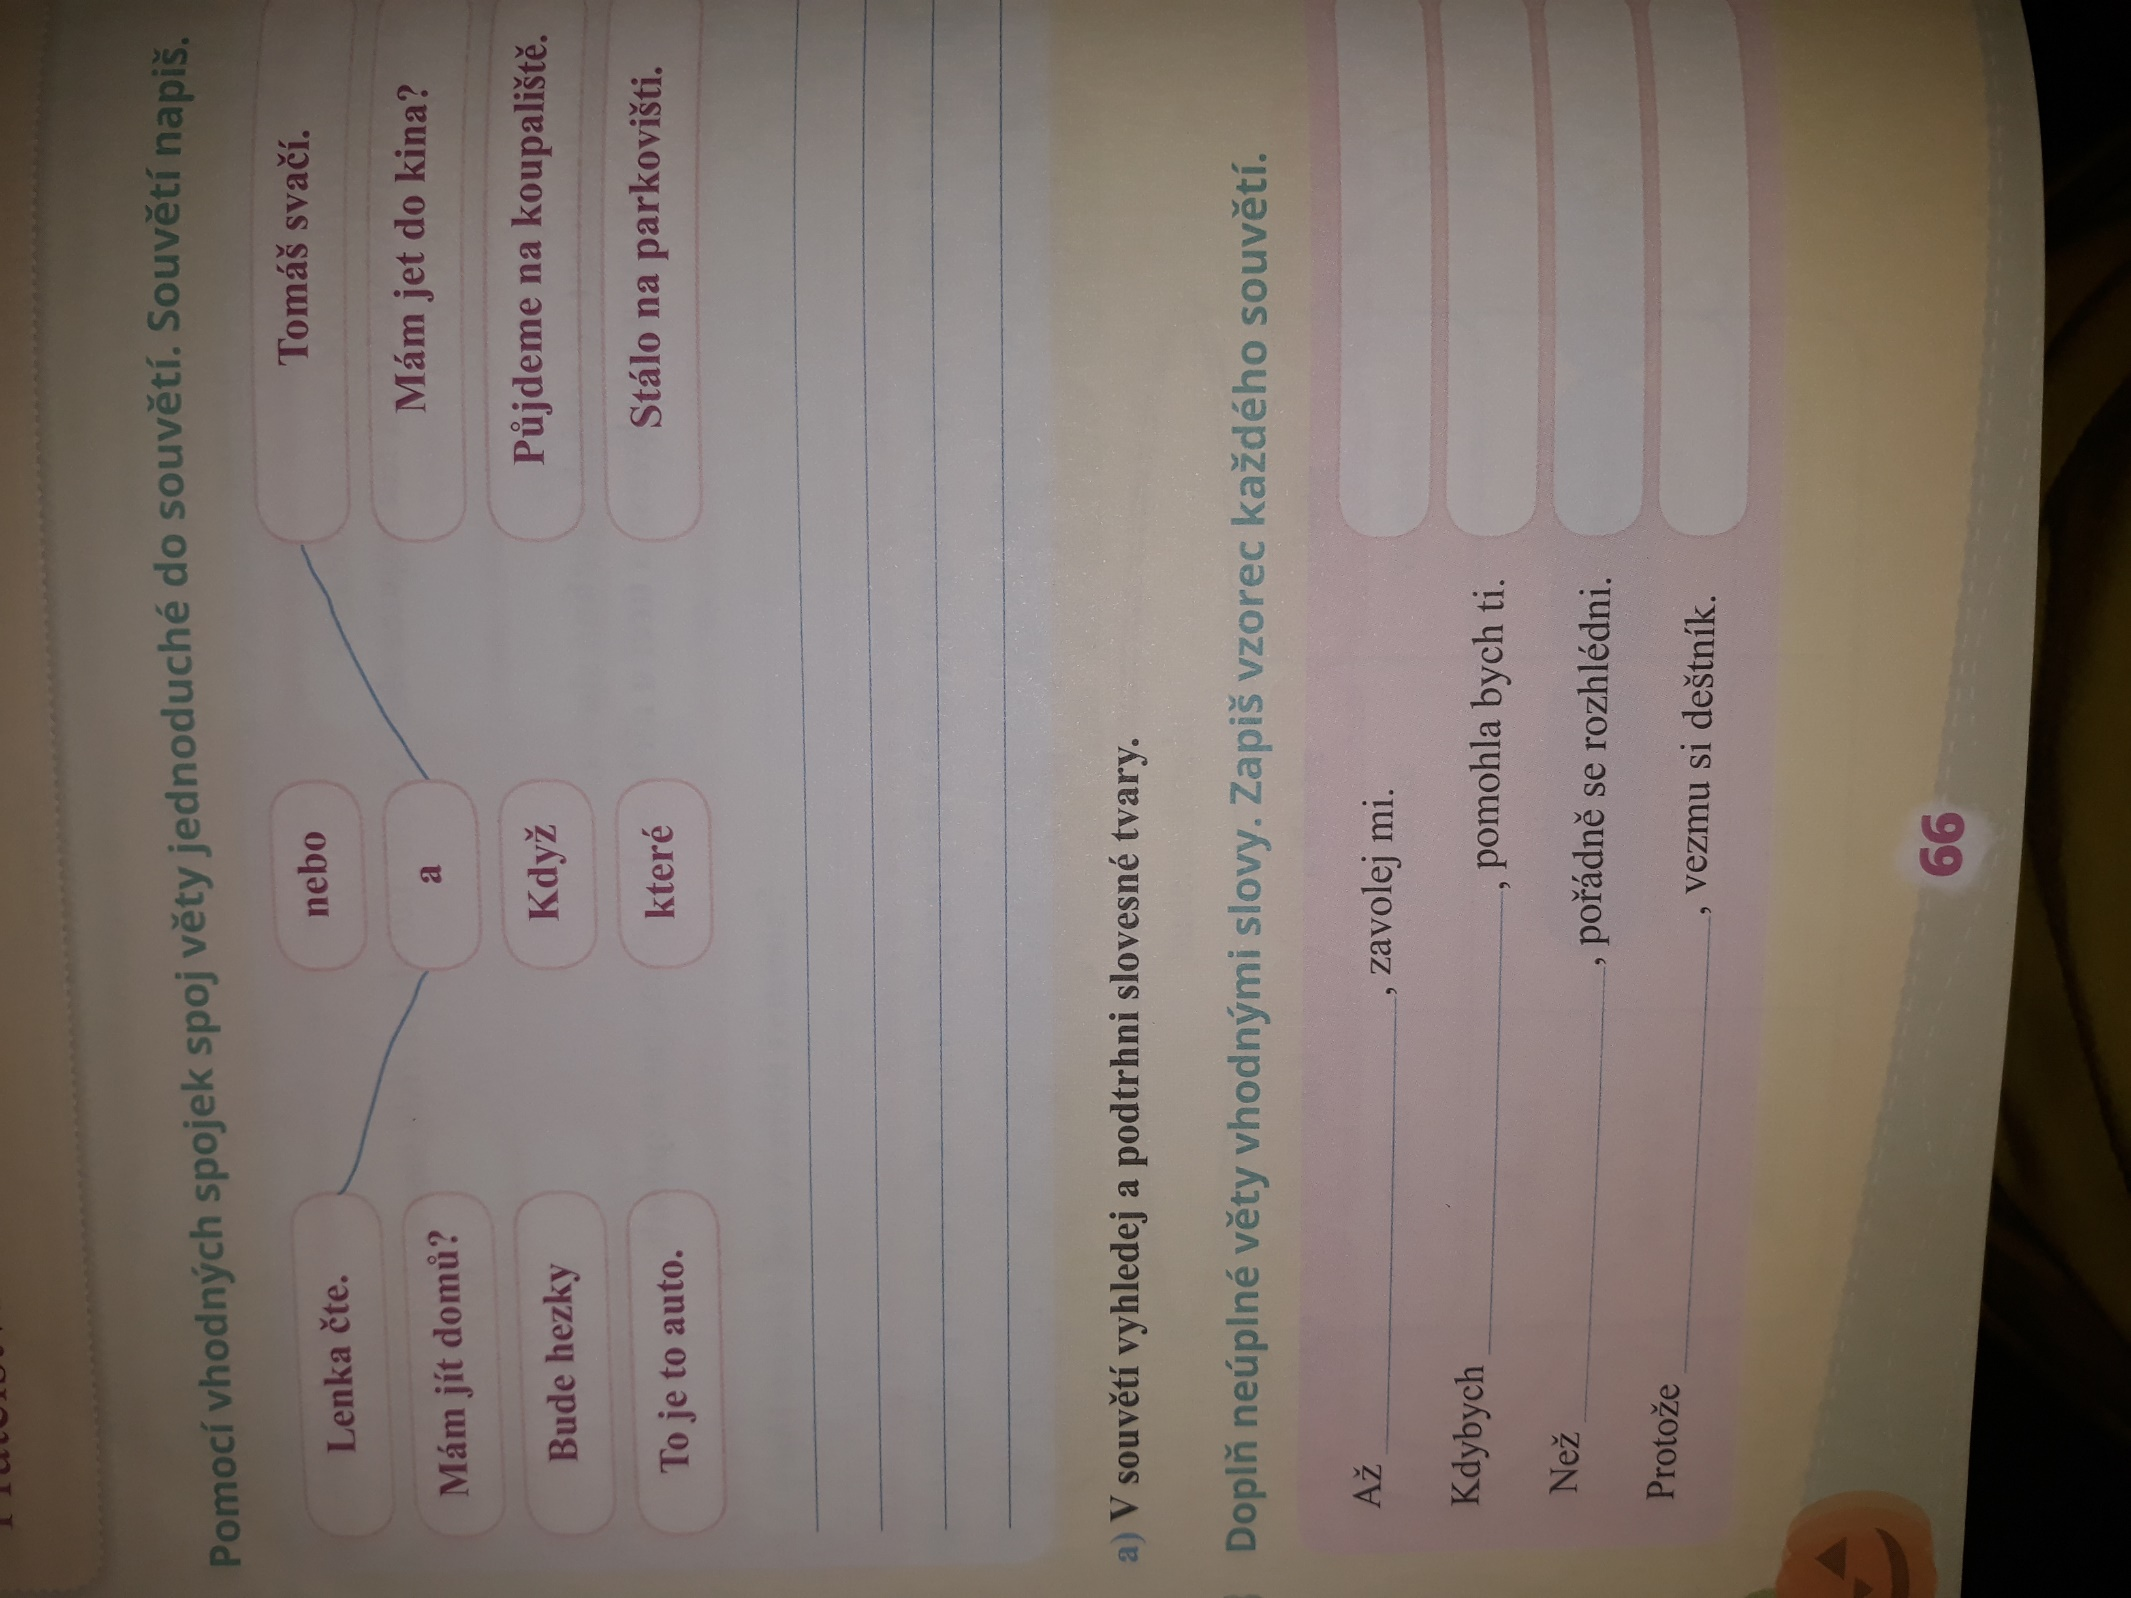 Pomocí vhodných spojek spoj věty jednoduché do souvětí. Souvětí napiš.
Lenka čte. nebo Tomáš svačí.
Mám jít domů? a Mám jet do kina?
Bude hezky Když Půjdeme na koupaliště.
To je to auto. které Stálo na parkovišti.
a) V souvětí vyhledej a podtrhni slovesné tvary.
Doplň neúplné věty vhodnými slovy. Zapiš vzorec každého souvětí.
Až , zavolej mi.
Kdybych , pomohla bych ti.
Než , pořádně se rozhlédni.
Protože , vezmu si deštník.
66